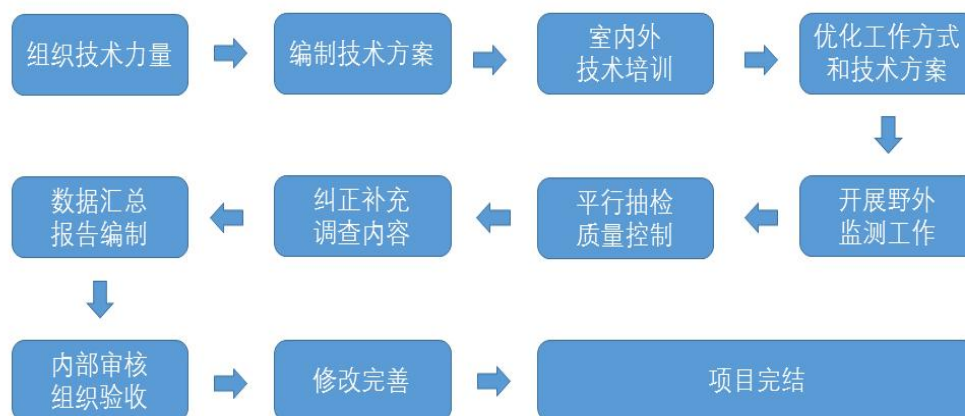 组织技术力量
编制技术方案
室内外
技术培训
优化工作方式
和技术方案
开展野外
监测工作
平行抽检
质量控制
纠正补充
调查内容
数据汇总
报告编制
内部审核
组织验收
修改完善
项目完结